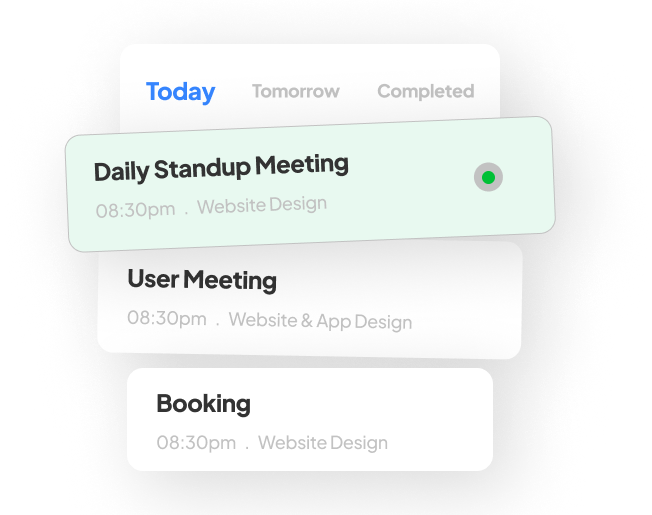 Today Tomorrow Completed
Daily Standup Meeting
08:30pm . Website Design
User Meeting
08:30pm . Website & App Design
Booking
08:30pm . Website Design